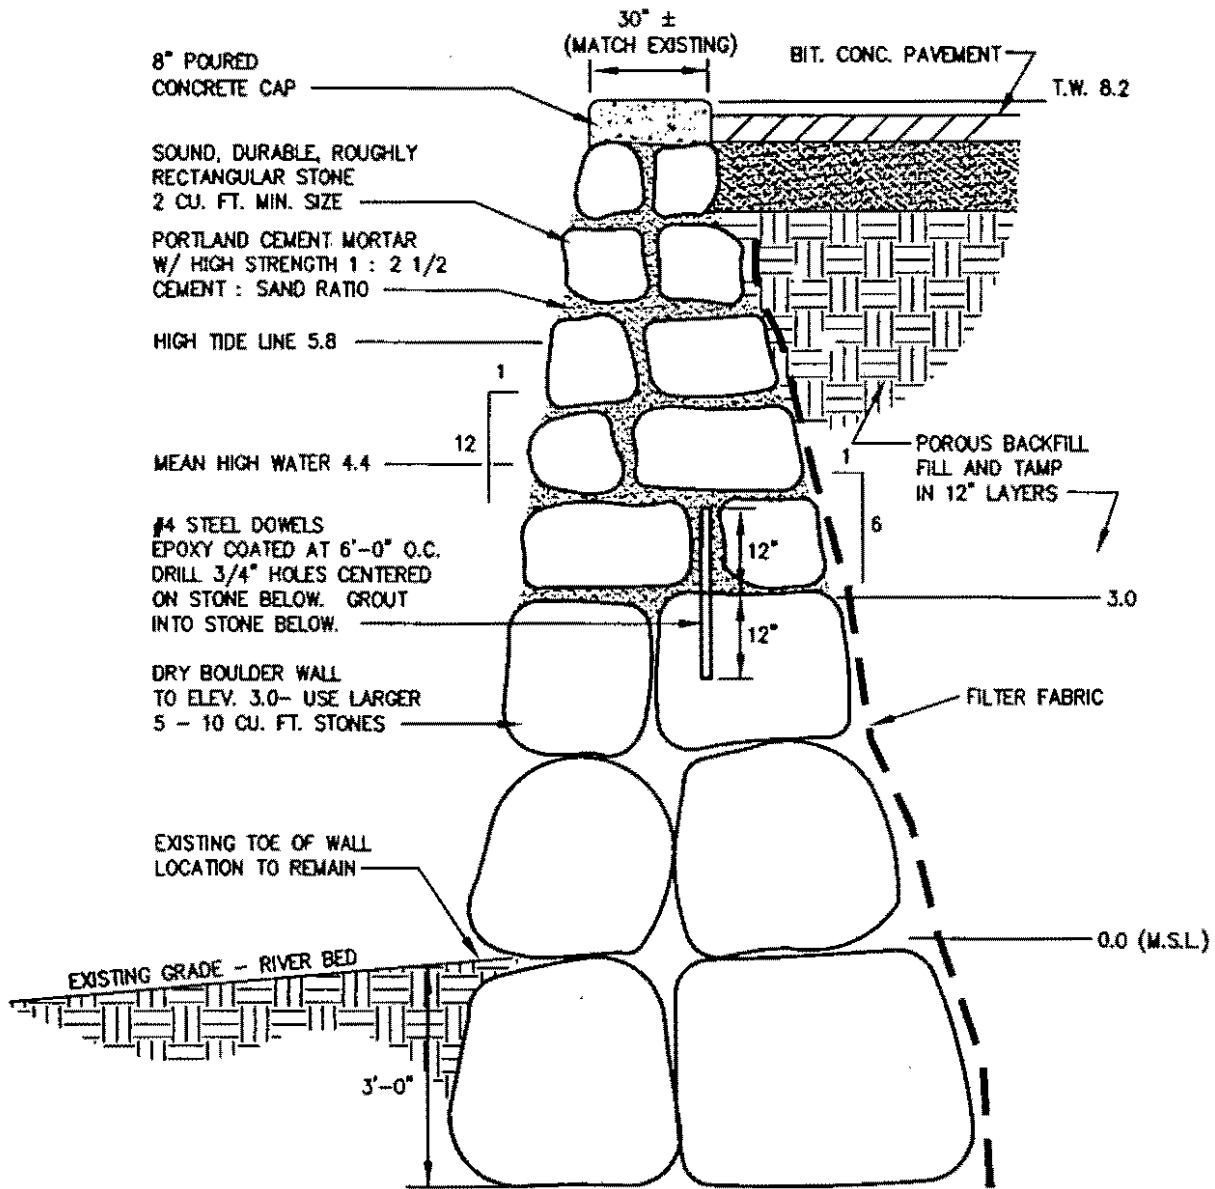 30" ±
(MATCH EXISTING)
8" POURED
CONCRETE CAP
BIT. CONC. PAVEMENT
T.W. 8.2
SOUND, DURABLE, ROUGHLY
RECTANGULAR STONE
2 CU. FT. MIN. SIZE
PORTLAND CEMENT MORTAR
W/ HIGH STRENGTH 1 : 2 1/2
CEMENT : SAND RATIO
HIGH TIDE LINE 5.8
1
12
MEAN HIGH WATER 4.4
POROUS BACKFILL
FILL AND TAMP
IN 12" LAYERS
1
6
#4 STEEL DOWELS
EPOXY COATED AT 6'-0" O.C.
DRILL 3/4" HOLES CENTERED
ON STONE BELOW. GROUT
INTO STONE BELOW.
12"
12"
3.0
DRY BOULDER WALL
TO ELEV. 3.0- USE LARGER
5 - 10 CU. FT. STONES
FILTER FABRIC
EXISTING TOE OF WALL
LOCATION TO REMAIN
0.0 (M.S.L.)
EXISTING GRADE - RIVER BED
3'-0"